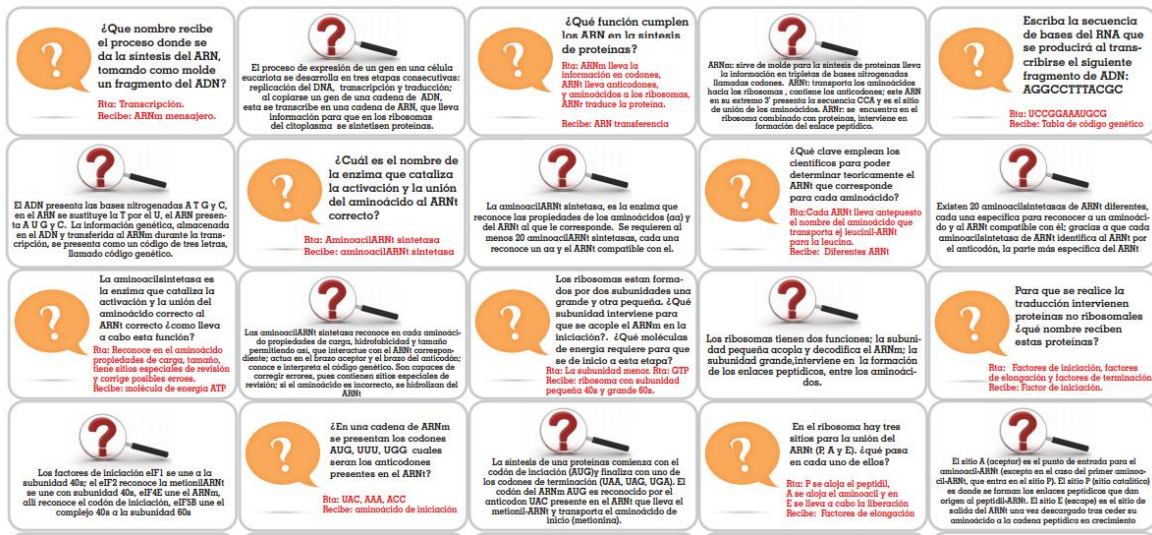 ¿Que nombre recibe
el proceso donde se
da la síntesis del ARN,
tomando como molde
un fragmento del ADN?
Rta: Transcripción.
Recibe: ARNm mensajero.
El proceso de expresión de un gen en una célula
eucariota se desarrolla en tres etapas consecutivas:
replicación del DNA, transcripción y traducción;
al copiarse un gen de una cadena de ADN,
esta se transcribe en una cadena de ARN, que lleva
información para que en los ribosomas
del citoplasma se sintetisen proteínas.
¿Qué función cumplen
los ARN en la síntesis
de proteínas?
Rta: ARNm lleva la
información en codones,
ARNt lleva anticodones,
y aminoácidos a los ribosomas,
ARNr traduce la proteína.
Recibe: ARN transferencia
ARNm: sirve de molde para la síntesis de proteínas lleva
la información en tripletas de bases nitrogenadas
llamadas codones. ARNt: transporta los aminoácidos
hacia los ribosomas , contiene los anticodones; este ARN
en su extremo 3' presenta la secuencia CCA y es el sitio
de unión de los aminoácidos. ARNr: se encuentra en el
ribosoma combinado con proteínas, interviene en
formación del enlace peptídico.
Escriba la secuencia
de bases del RNA que
se producirá al trans-
cribirse el siguiente
fragmento de ADN:
AGGCCTTTACGC
Rta: UCCGGAAAUGCG
Recibe: Tabla de código genético
El ADN presenta las bases nitrogenadas A T G y C,
en el ARN se sustituye la T por el U, el ARN presen-
ta A U G y C. La información genética, almacenada
en el ADN y transferida al ARNm durante la trans-
cripción, se presenta como un código de tres letras,
llamado código genético.
¿Cuál es el nombre de
la enzima que cataliza
la activación y la unión
del aminoácido al ARNt
correcto?
Rta: AminoacilARNt sintetasa
Recibe: aminoacilARNt sintetasa
La aminoacilARNt sintetasa, es la enzima que
reconoce las propiedades de los aminoácidos (aa) y
del ARNt al que le corresponde. Se requieren al
menos 20 aminoacilARNt sintetasas, cada una
reconoce un aa y el ARNt compatible con el.
¿Qué clave emplean los
científicos para poder
determinar teoricamente el
ARNt que corresponde
para cada aminoácido?
Rta:Cada ARNt lleva antepuesto
el nombre del aminoácido que
transporta ej leucinil-ARNt
para la leucina.
Recibe: Diferentes ARNt
Existen 20 aminoacilsintetasas de ARNt diferentes,
cada una específica para reconocer a un aminoáci-
do y al ARNt compatible con él; gracias a que cada
aminoacilsintetasa de ARNt identifica al ARNt por
el anticodón, la parte más específica del ARNt
La aminoacilsintetasa es
la enzima que cataliza la
activación y la unión del
aminoácido correcto al
ARNt correcto ¿como lleva
a cabo esta función?
Rta: Reconoce en el aminoácido
propiedades de carga, tamaño,
tiene sitios especiales de revisión
y corrige posibles erroes.
Recibe: molécula de energía ATP
Las aminoacilARNt sintetasa reconoce en cada aminoáci-
do propiedades de carga, hidrofobicidad y tamaño
permitiendo así, que interactue con el ARNt correspon-
diente; actua en el brazo aceptor y el brazo del anticodón;
conoce e interpreta el código genético. Son capaces de
corregir errores, pues contienen sitios especiales de
revisión; si el aminoácido es incorrecto, se hidrolizan del
ARNt
Los ribosomas estan forma-
dos por dos subunidades una
grande y otra pequeña. ¿Qué
subunidad interviene para
que se acople el ARNm en la
iniciación?. ¿Qué moléculas
de energía requiere para que
se de inicio a esta etapa?
Rta: La subunidad menor. Rta: GTP
Recibe: ribosoma con subunidad
pequeña 40s y grande 60s.
Los ribosomas tienen dos funciones; la subuni-
dad pequeña acopla y decodifica el ARNm; la
subunidad grande,interviene en la formación
de los enlaces peptídicos, entre los aminoáci-
dos.
Para que se realice la
traducción intervienen
proteínas no ribosomales
¿qué nombre reciben
estas proteínas?
Rta: Factores de iniciación, factores
de elongación y factores de terminación
Recibe: Factor de iniciación.
Los factores de iniciación eIF1 se une a la
subunidad 40s; el eIF2 reconoce la metionilARNt
se une con subunidad 40s, eIF4E une el ARNm,
alli reconoce el codón de iniciación, eIF5B une el
complejo 40s a la subunidad 60s
¿En una cadena de ARNm
se presentan los codones
AUG, UUU, UGG cuales
seran los anticodones
presentes en el ARNt?
Rta: UAC, AAA, ACC
Recibe: aminoácido de iniciación
La síntesis de una proteínas comienza con el
codón de inciación (AUG)y finaliza con uno de
los codones de terminación (UAA, UAG, UGA). El
codón del ARNm AUG es reconocido por el
anticodon UAC presente en el ARNt que lleva el
metionil-ARNt y transporta el aminoácido de
inicio (metionina).
En el ribosoma hay tres
sitios para la unión del
ARNt (P, A y E). ¿qué pasa
en cada uno de ellos?
Rta: P se aloja el peptidil,
A se aloja el aminoacil y en
E se lleva a cabo la liberación
Recibe: Factores de elongación
El sitio A (aceptor) es el punto de entrada para el
aminoacil-ARN (excepto en el caso del primer aminoa-
cil-ARNt, que entra en el sitio P). El sitio P (sitio catalítico)
es donde se forman los enlaces peptídicos que dan
origen al peptidil-ARNt. El sitio E (escape) es el sitio de
salida del ARNt una vez descargado tras ceder su
aminoácido a la cadena peptídica en crecimiento